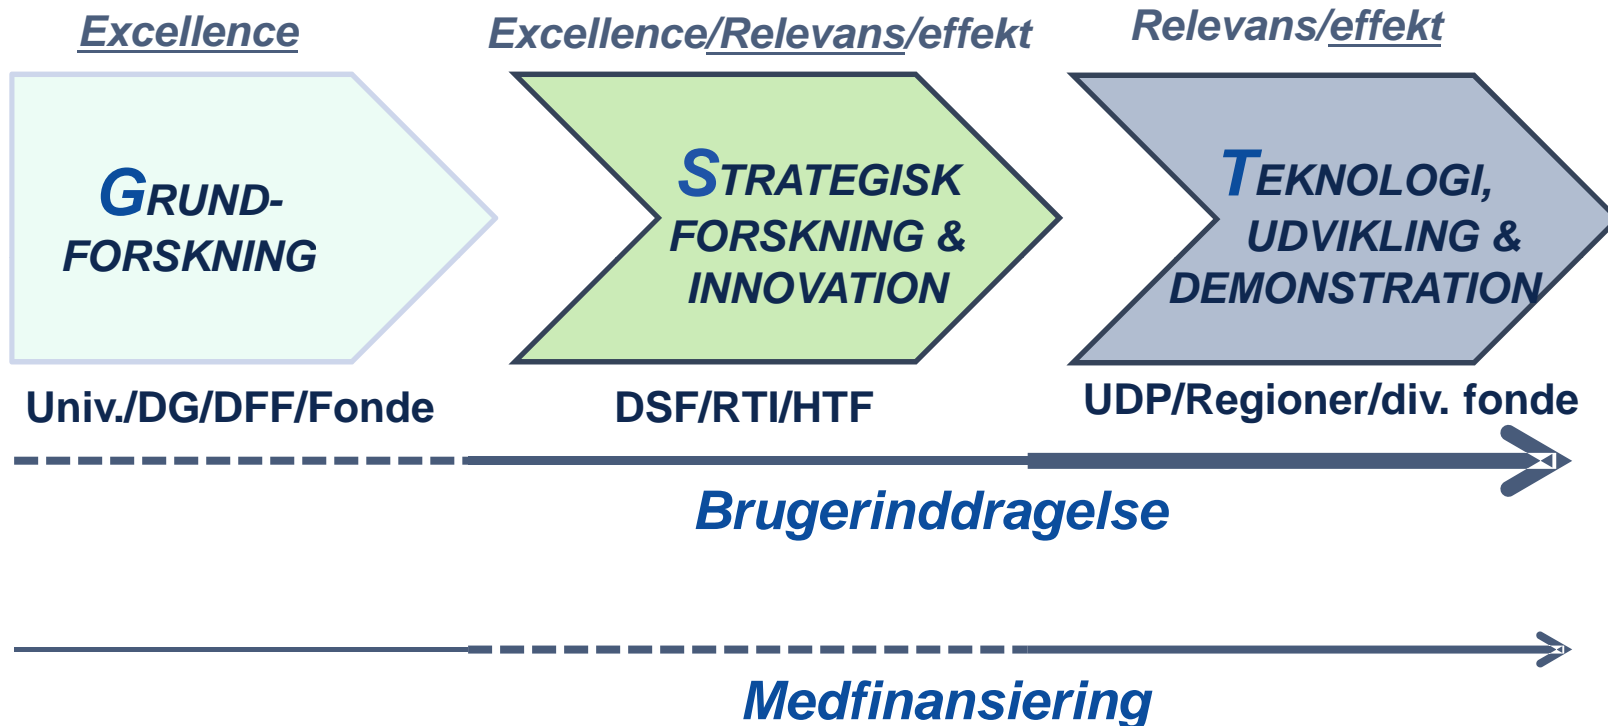 Excellence
Excellence/Relevans/effekt
Relevans/effekt
GRUND-
FORSKNING
STRATEGISK
FORSKNING &
INNOVATION
TEKNOLOGI,
UDVIKLING &
DEMONSTRATION
Univ./DG/DFF/Fonde
DSF/RTI/HTF
UDP/Regioner/div. fonde
Brugerinddragelse
Medfinansiering